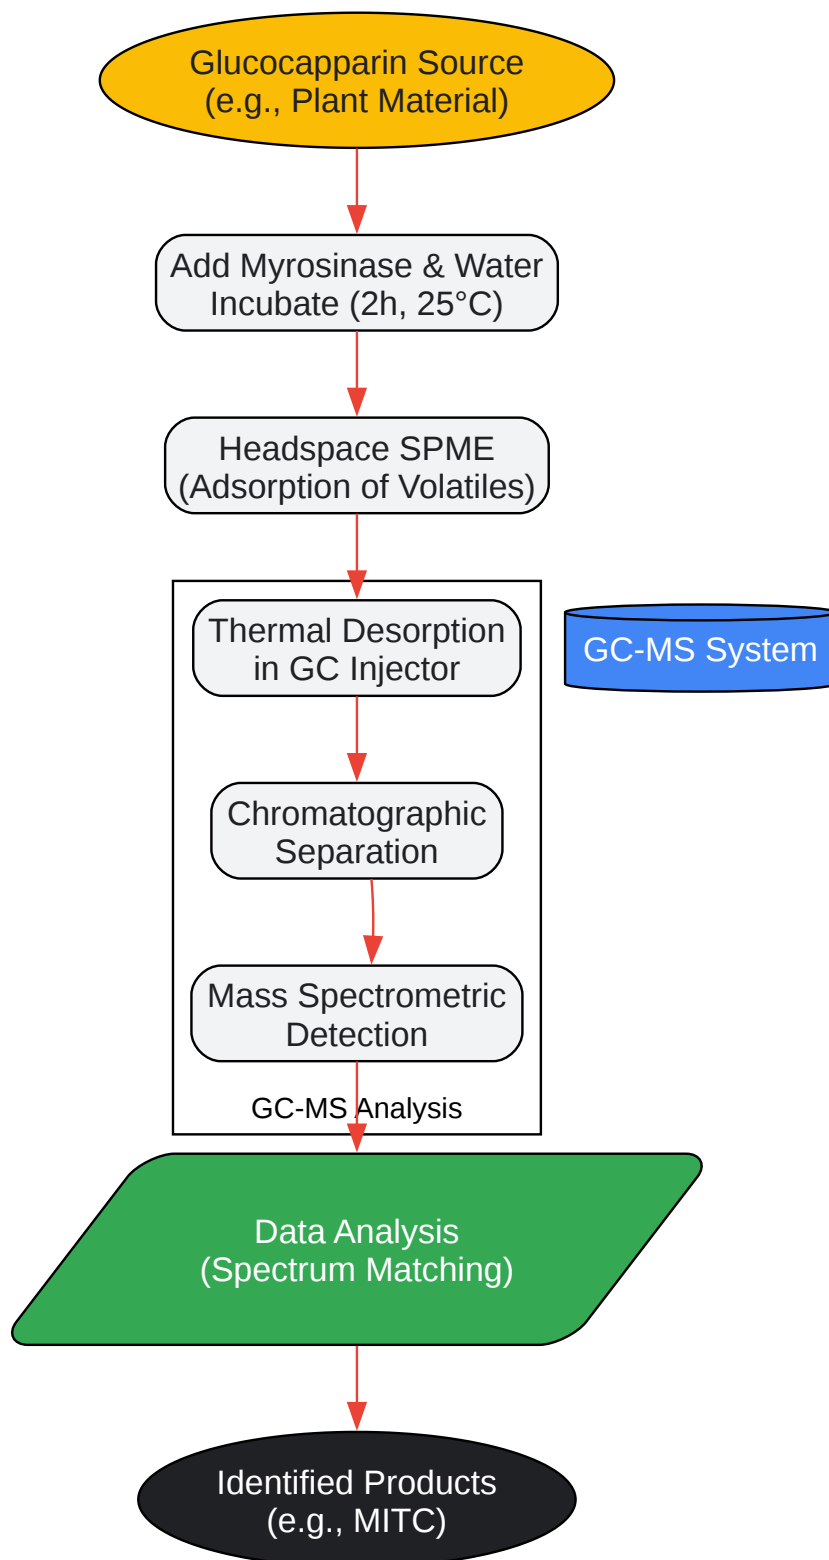 Glucocapparin Source
(e.g., Plant Material)
Add Myrosinase & Water
Incubate (2h, 25°C)
Headspace SPME
(Adsorption of Volatiles)
Thermal Desorption
in GC Injector
GC-MS System
Chromatographic
Separation
Mass Spectrometric
Detection
GC-MS Analysis
Data Analysis
(Spectrum Matching)
Identified Products
(e.g., MITC)